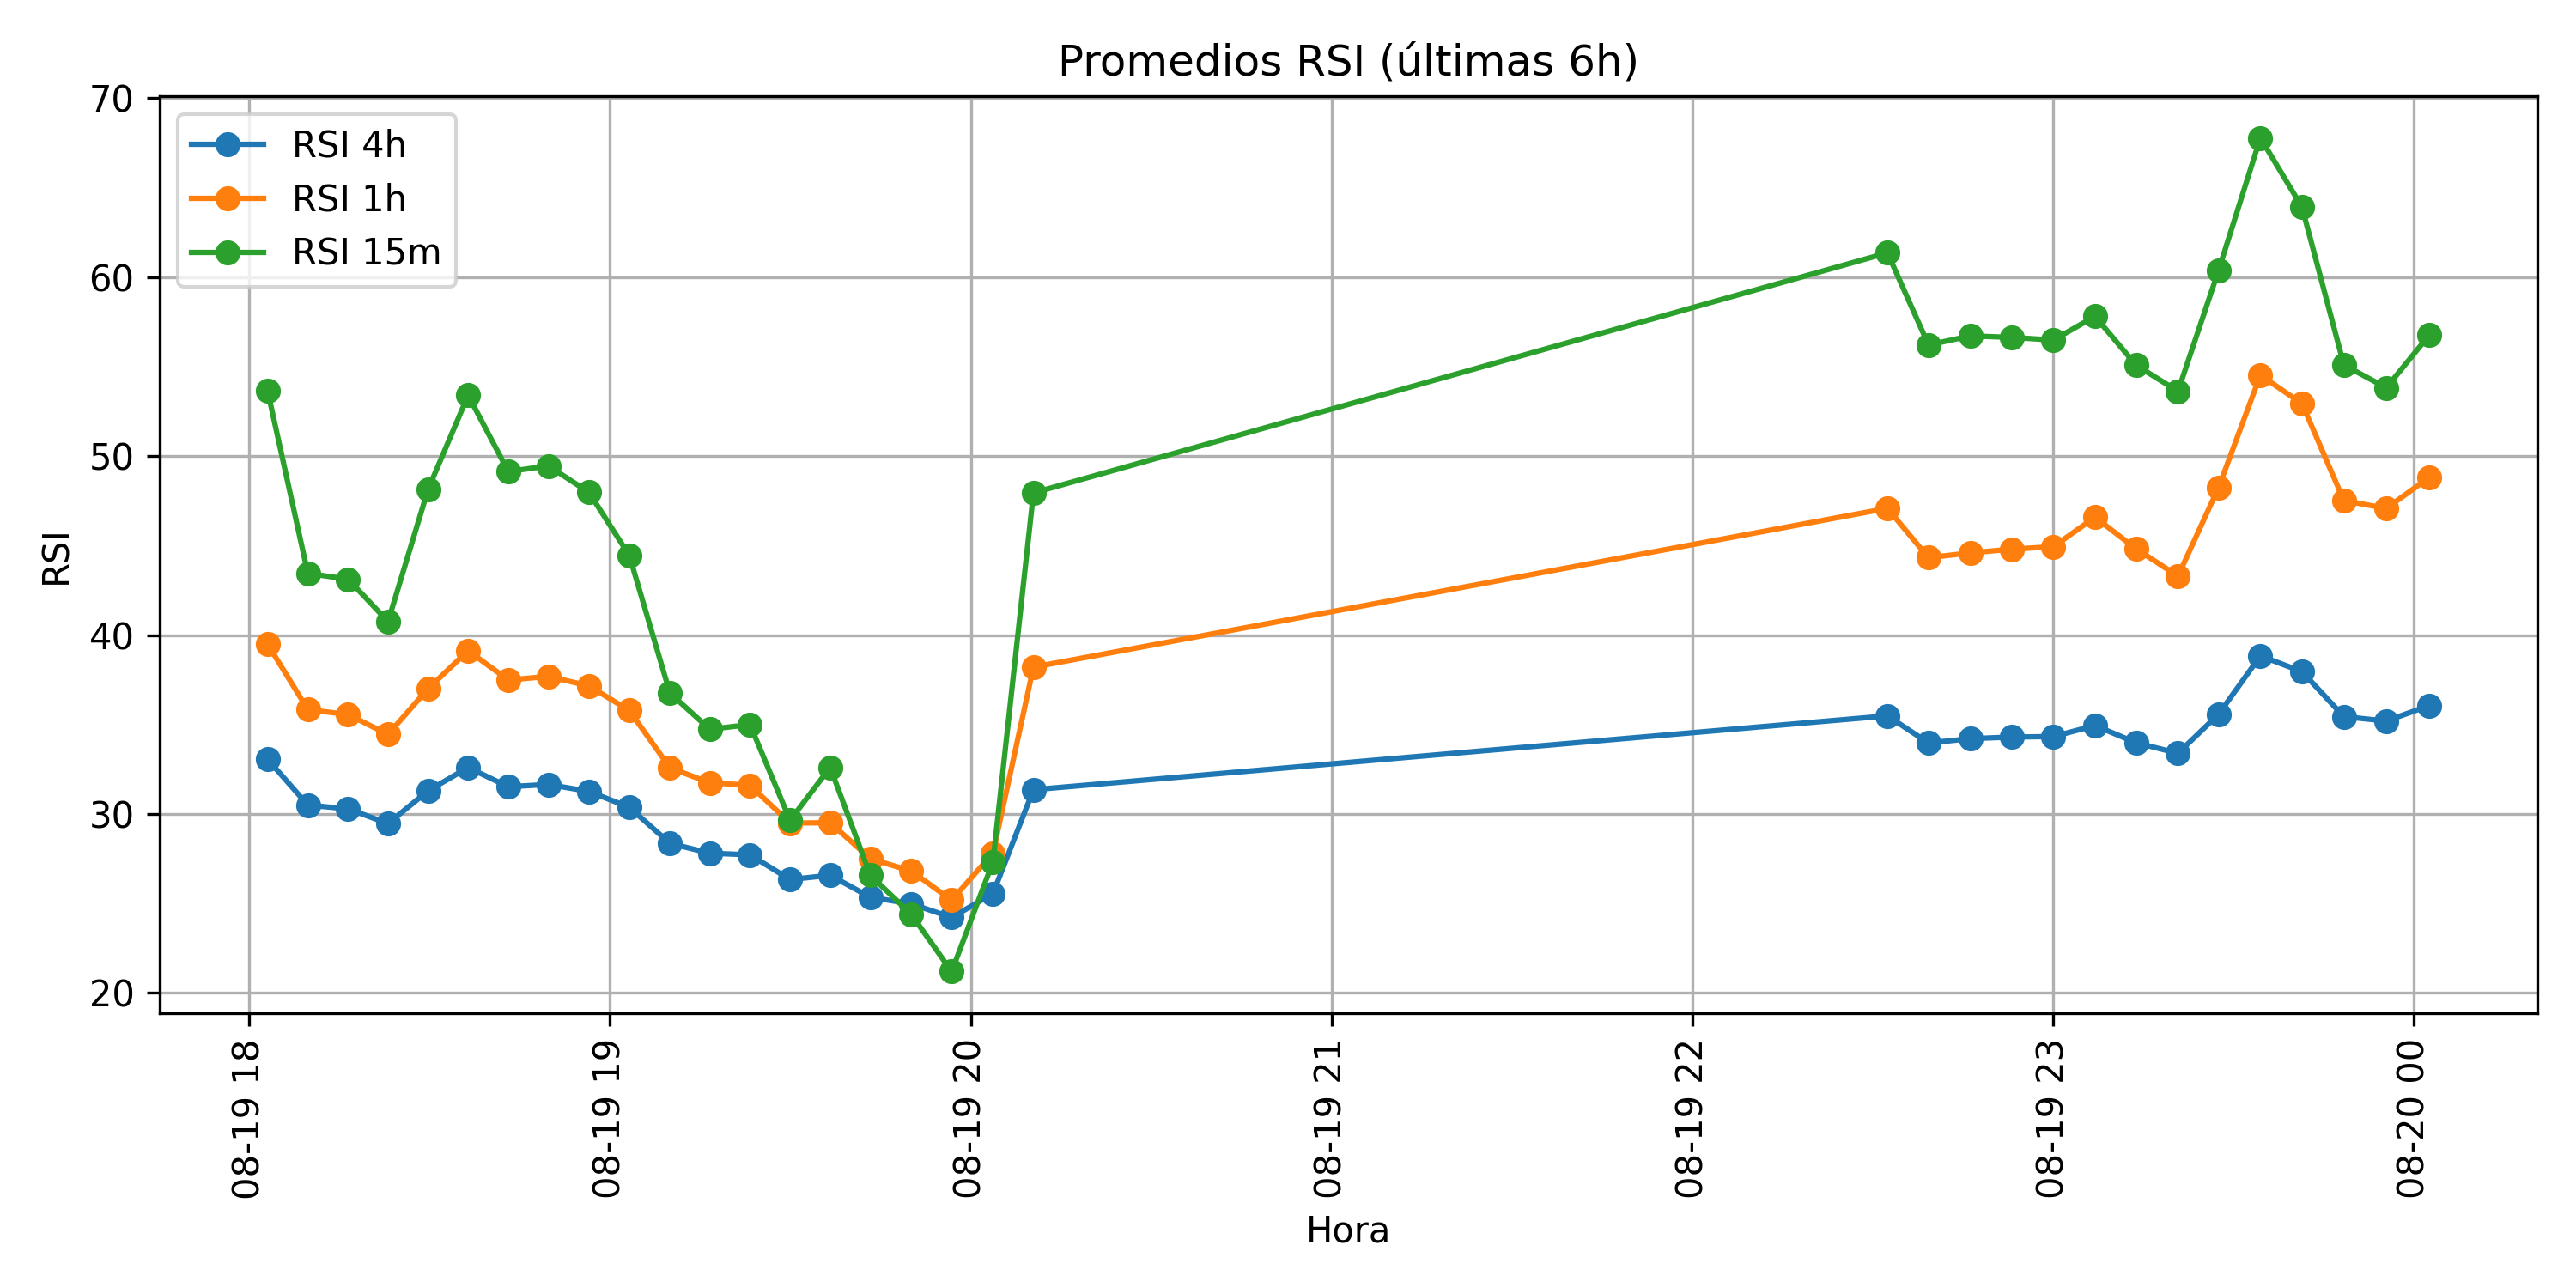 Promedios RSI (últimas 6h)
RSI 4h
RSI 1h
RSI 15m
RSI
70
60
50
40
30
20
08-19 18
08-19 19
08-19 20
08-19 21
08-19 22
08-19 23
08-20 00
Hora